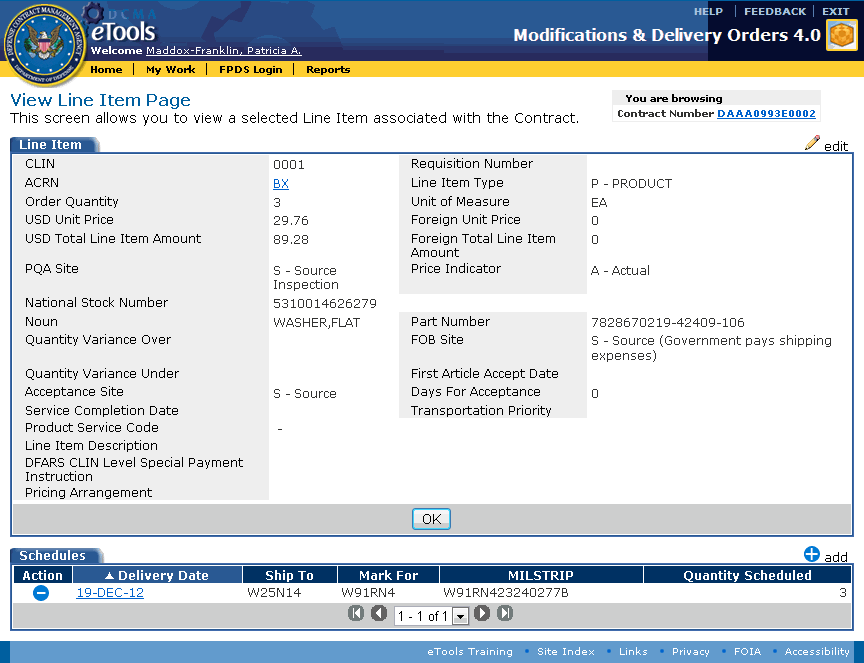 HELP | FEEDBACK | EXIT
DCMA
eTools
Welcome Maddox-Franklin, Patricia A.
Modifications & Delivery Orders 4.0
DEFENSE CONTRACT MANAGEMENT AGENCY
DEPARTMENT OF DEFENSE
Home | My Work | FPDS Login | Reports
View Line Item Page
This screen allows you to view a selected Line Item associated with the Contract.
You are browsing
Contract Number DAAA0993E0002
Line Item
edit
CLIN 0001 Requisition Number
ACRN BX Line Item Type P - PRODUCT
Order Quantity 3 Unit of Measure EA
USD Unit Price 29.76 Foreign Unit Price 0
USD Total Line Item Amount 89.28 Foreign Total Line Item Amount 0
PQA Site S - Source Inspection Price Indicator A - Actual
National Stock Number 5310014626279
Noun WASHER,FLAT Part Number 7828670219-42409-106
Quantity Variance Over FOB Site S - Source (Government pays shipping expenses)
Quantity Variance Under First Article Accept Date
Acceptance Site S - Source Days For Acceptance 0
Service Completion Date Transportation Priority
Product Service Code -
Line Item Description
DFARS CLIN Level Special Payment Instruction
Pricing Arrangement
OK
Schedules
add
Action Delivery Date Ship To Mark For MILSTRIP Quantity Scheduled
19-DEC-12 W25N14 W91RN4 W91RN423240277B 3
1 - 1 of 1
eTools Training • Site Index • Links • Privacy • FOIA • Accessibility